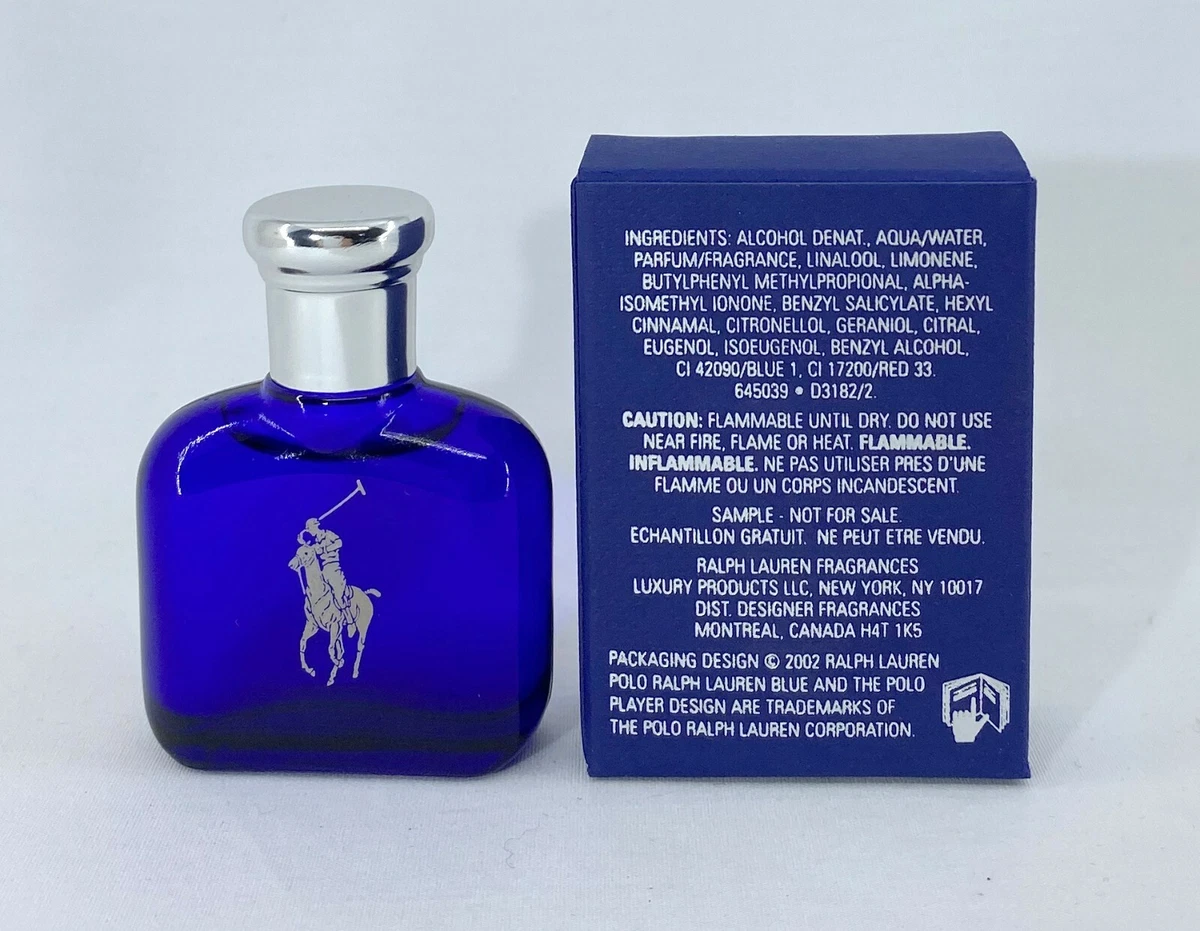 INGREDIENTS: ALCOHOL DENAT., AQUA/WATER,
PARFUM/FRAGRANCE, LINALOOL, LIMONENE,
BUTYLPHENYL METHYLPROPIONAL, ALPHA-
ISOMETHYL IONONE, BENZYL SALICYLATE, HEXYL
CINNAMAL, CITRONELLOL, GERANIOL, CITRAL,
EUGENOL, ISOEUGENOL, BENZYL ALCOHOL,
CI 42090/BLUE 1, CI 17200/RED 33.
645039 • D3182/2.
CAUTION: FLAMMABLE UNTIL DRY. DO NOT USE
NEAR FIRE, FLAME OR HEAT. FLAMMABLE.
INFLAMMABLE. NE PAS UTILISER PRES D'UNE
FLAMME OU UN CORPS INCANDESCENT.
SAMPLE - NOT FOR SALE.
ECHANTILLON GRATUIT. NE PEUT ETRE VENDU.
RALPH LAUREN FRAGRANCES
LUXURY PRODUCTS LLC, NEW YORK, NY 10017
DIST. DESIGNER FRAGRANCES
MONTREAL, CANADA H4T 1K5
PACKAGING DESIGN © 2002 RALPH LAUREN
POLO RALPH LAUREN BLUE AND THE POLO
PLAYER DESIGN ARE TRADEMARKS OF
THE POLO RALPH LAUREN CORPORATION.